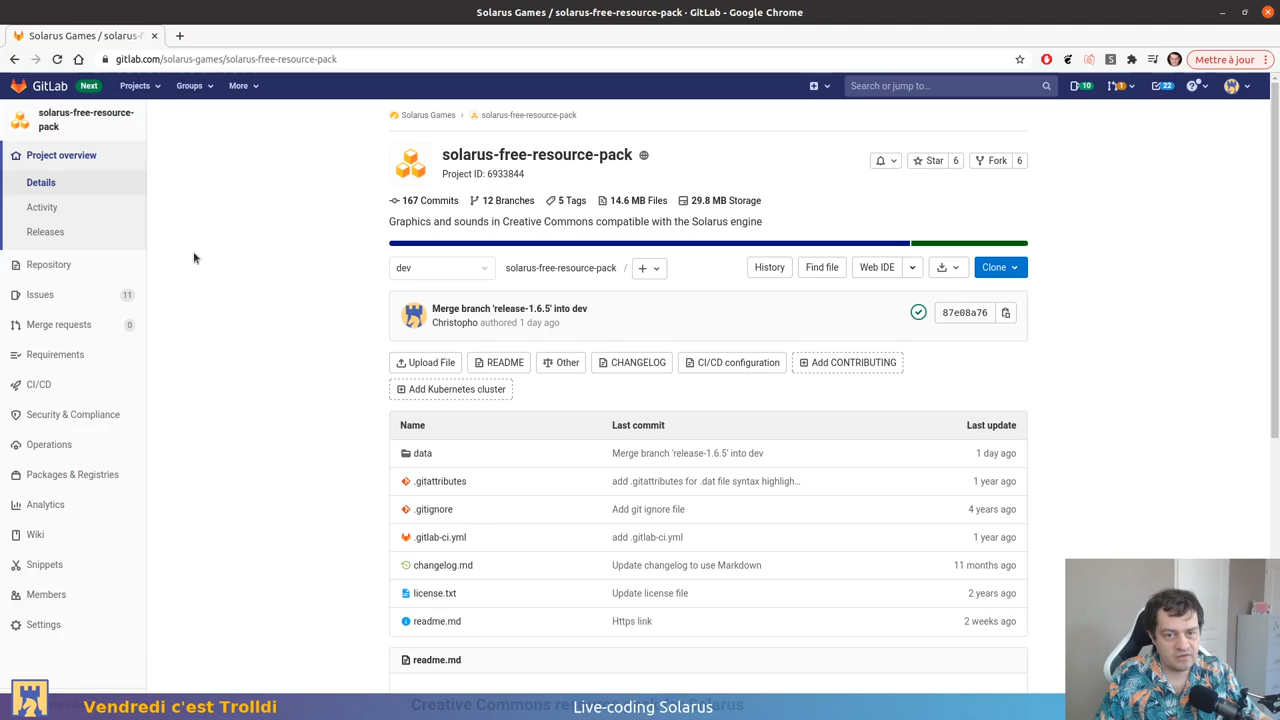 Solarus Games / solarus-free-resource-pack · GitLab - Google Chrome
Solarus Games / solarus-f
gitlab.com/solarus-games/solarus-free-resource-pack
Mettre à jour
GitLab Next Projects Groups More Search or jump to... 10 1 22
solarus-free-resource-
pack
Project overview
Details
Activity
Releases
Repository
Issues 11
Merge requests 0
Requirements
CI/CD
Security & Compliance
Operations
Packages & Registries
Analytics
Wiki
Snippets
Members
Settings
Solarus Games > solarus-free-resource-pack
solarus-free-resource-pack
Project ID: 6933844
Star 6 Fork 6
167 Commits 12 Branches 5 Tags 14.6 MB Files 29.8 MB Storage
Graphics and sounds in Creative Commons compatible with the Solarus engine
dev solarus-free-resource-pack / + History Find file Web IDE Clone
Merge branch 'release-1.6.5' into dev
Christopho authored 1 day ago
87e08a76
Upload File README Other CHANGELOG CI/CD configuration Add CONTRIBUTING
Add Kubernetes cluster
Name Last commit Last update
data Merge branch 'release-1.6.5' into dev 1 day ago
.gitattributes add .gitattributes for .dat file syntax highligh... 1 year ago
.gitignore Add git ignore file 4 years ago
.gitlab-ci.yml add .gitlab-ci.yml 1 year ago
changelog.md Update changelog to use Markdown 11 months ago
license.txt Update license file 2 years ago
readme.md Https link 2 weeks ago
readme.md
Creative Commons resource pack for Solarus
Vendredi c'est Trolldi
Live-coding Solarus